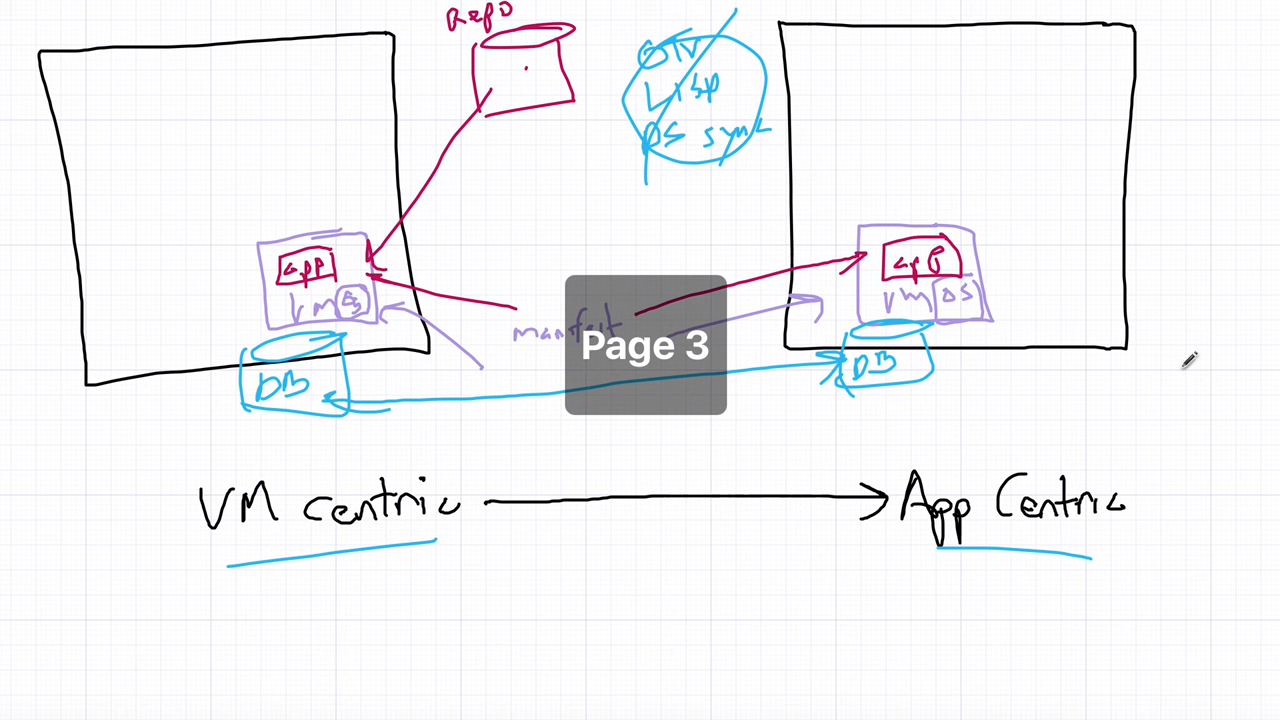 Repo
OTV
LISP
DS sync
app
VM OS
app
VM OS
manifest
Page 3
DB
DB
VM centric
App Centric